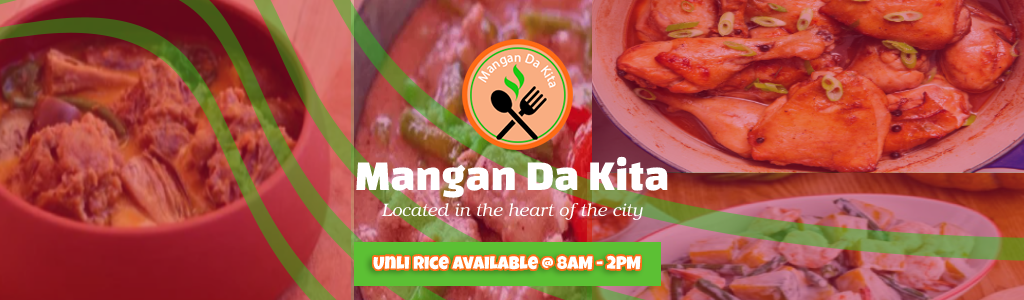 Mangan Da Kita
Mangan Da Kita
Located in the heart of the city
UNLI RICE AVAILABLE @ 8AM - 2PM